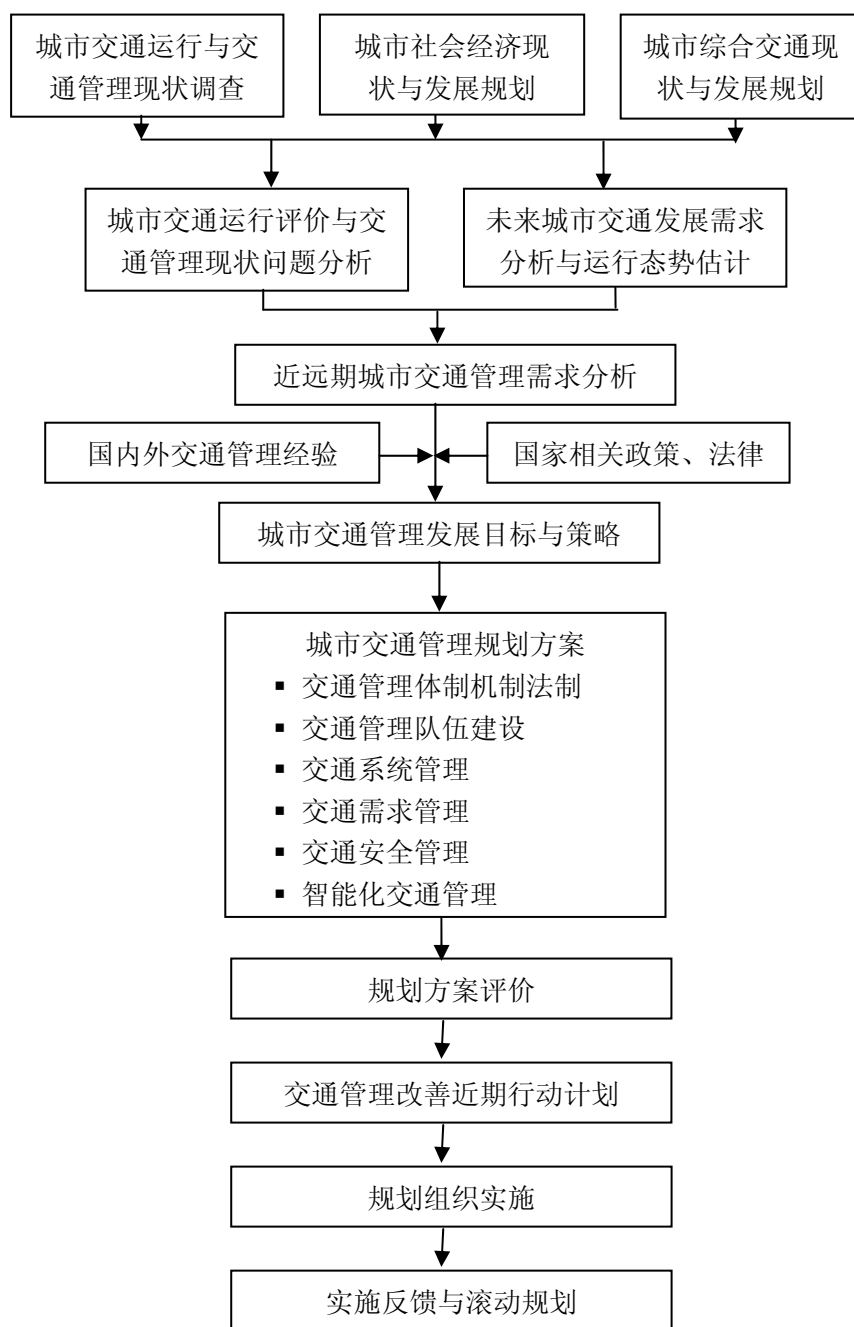 城市交通运行与交
通管理现状调查
城市社会经济现
状与发展规划
城市综合交通现
状与发展规划
城市交通运行评价与交
通管理现状问题分析
未来城市交通发展需求
分析与运行态势估计
近远期城市交通管理需求分析
国内外交通管理经验
国家相关政策、法律
城市交通管理发展目标与策略
城市交通管理规划方案
▪ 交通管理体制机制法制
▪ 交通管理队伍建设
▪ 交通系统管理
▪ 交通需求管理
▪ 交通安全管理
▪ 智能化交通管理
规划方案评价
交通管理改善近期行动计划
规划组织实施
实施反馈与滚动规划